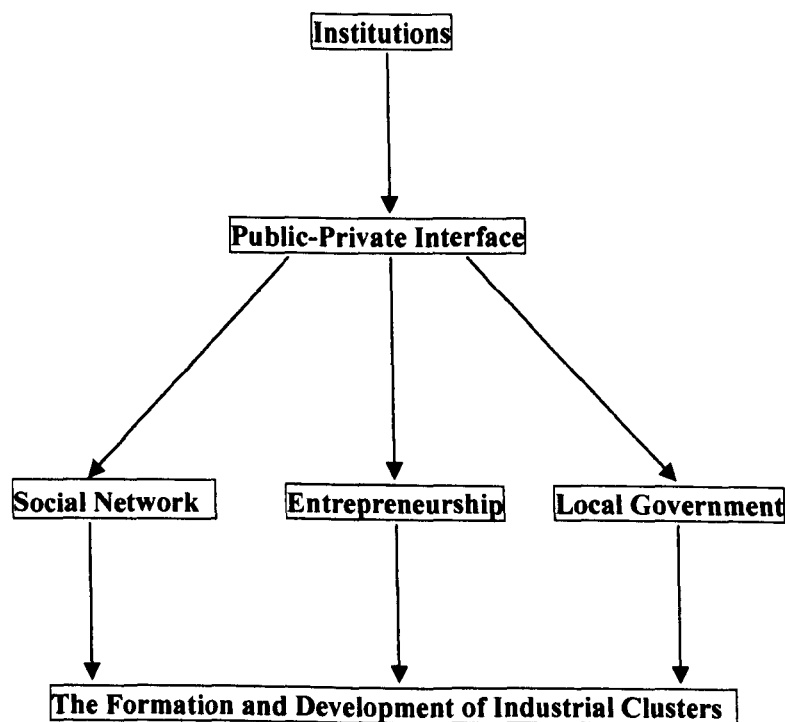 Institutions
Public-Private Interface
Social Network
Entrepreneurship
Local Government
The Formation and Development of Industrial Clusters